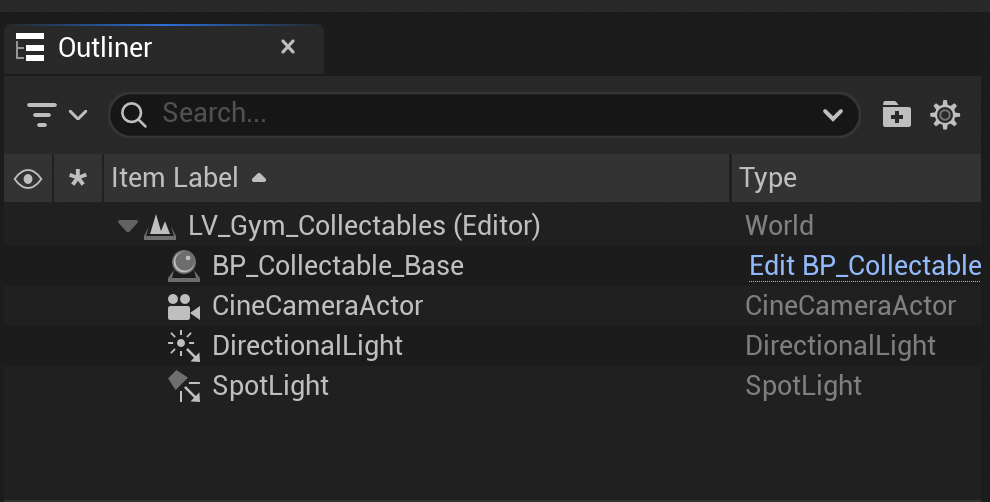 Outliner
Search...
Item Label Type
LV_Gym_Collectables (Editor) World
BP_Collectable_Base Edit BP_Collectable
CineCameraActor CineCameraActor
DirectionalLight DirectionalLight
SpotLight SpotLight